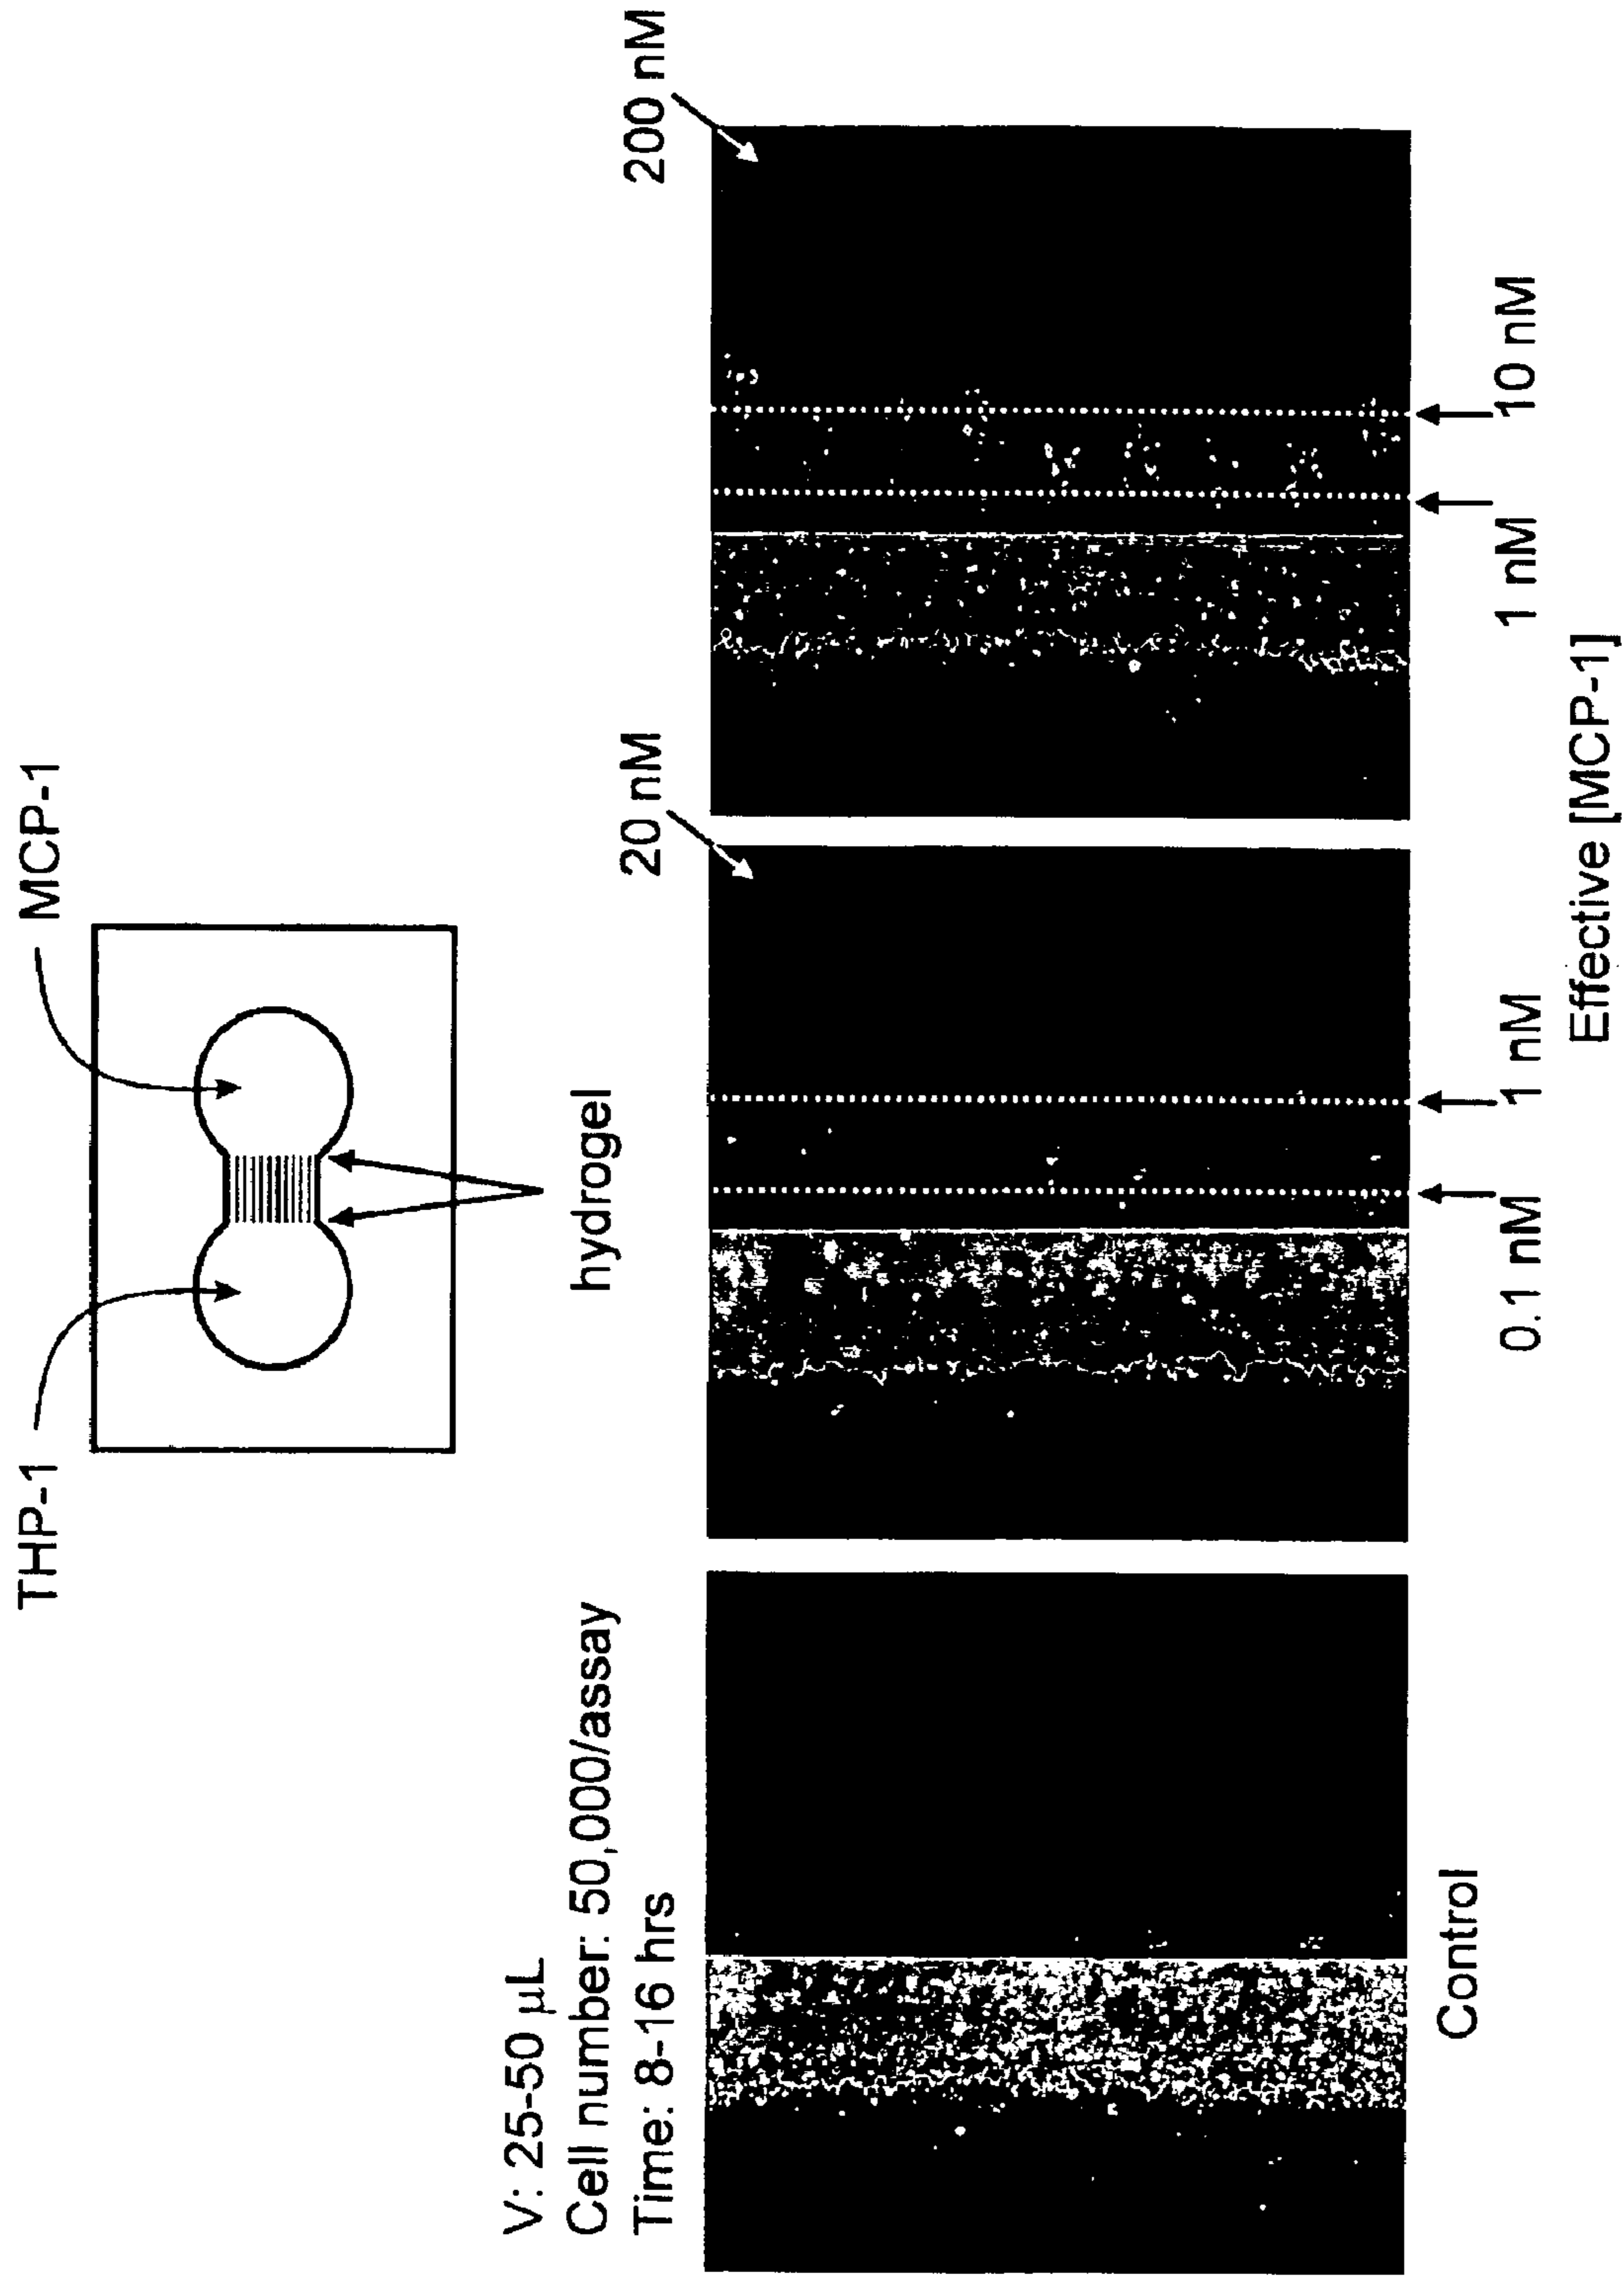 THP-1
MCP-1
hydrogel
V: 25-50 µL
Cell number: 50,000/assay
Time: 8-16 hrs
20 nM
200 nM
Control
0.1 nM
1 nM
1 nM
10 nM
Effective [MCP-1]